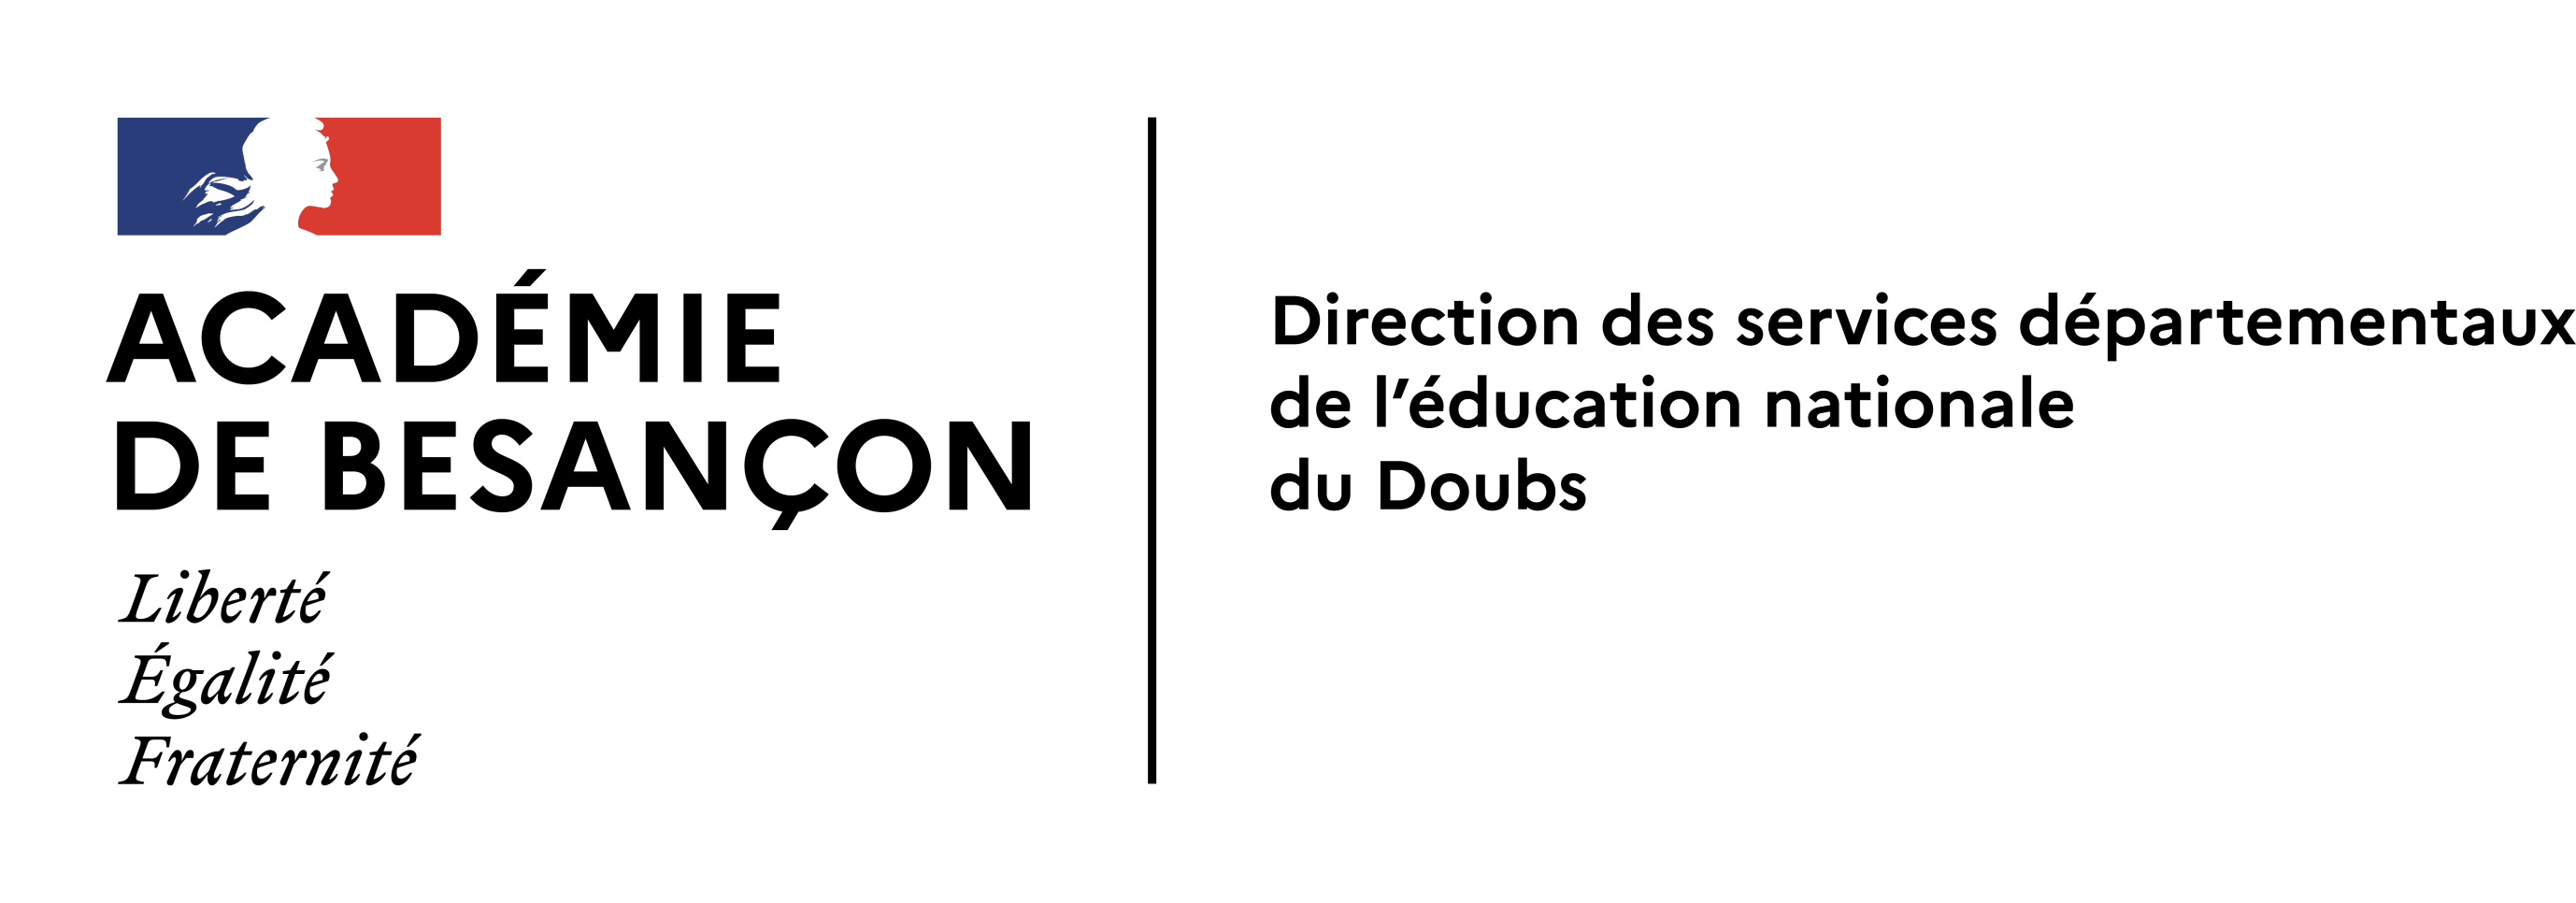 ACADÉMIE
DE BESANÇON
Liberté
Égalité
Fraternité
Direction des services départementaux
de l’éducation nationale
du Doubs